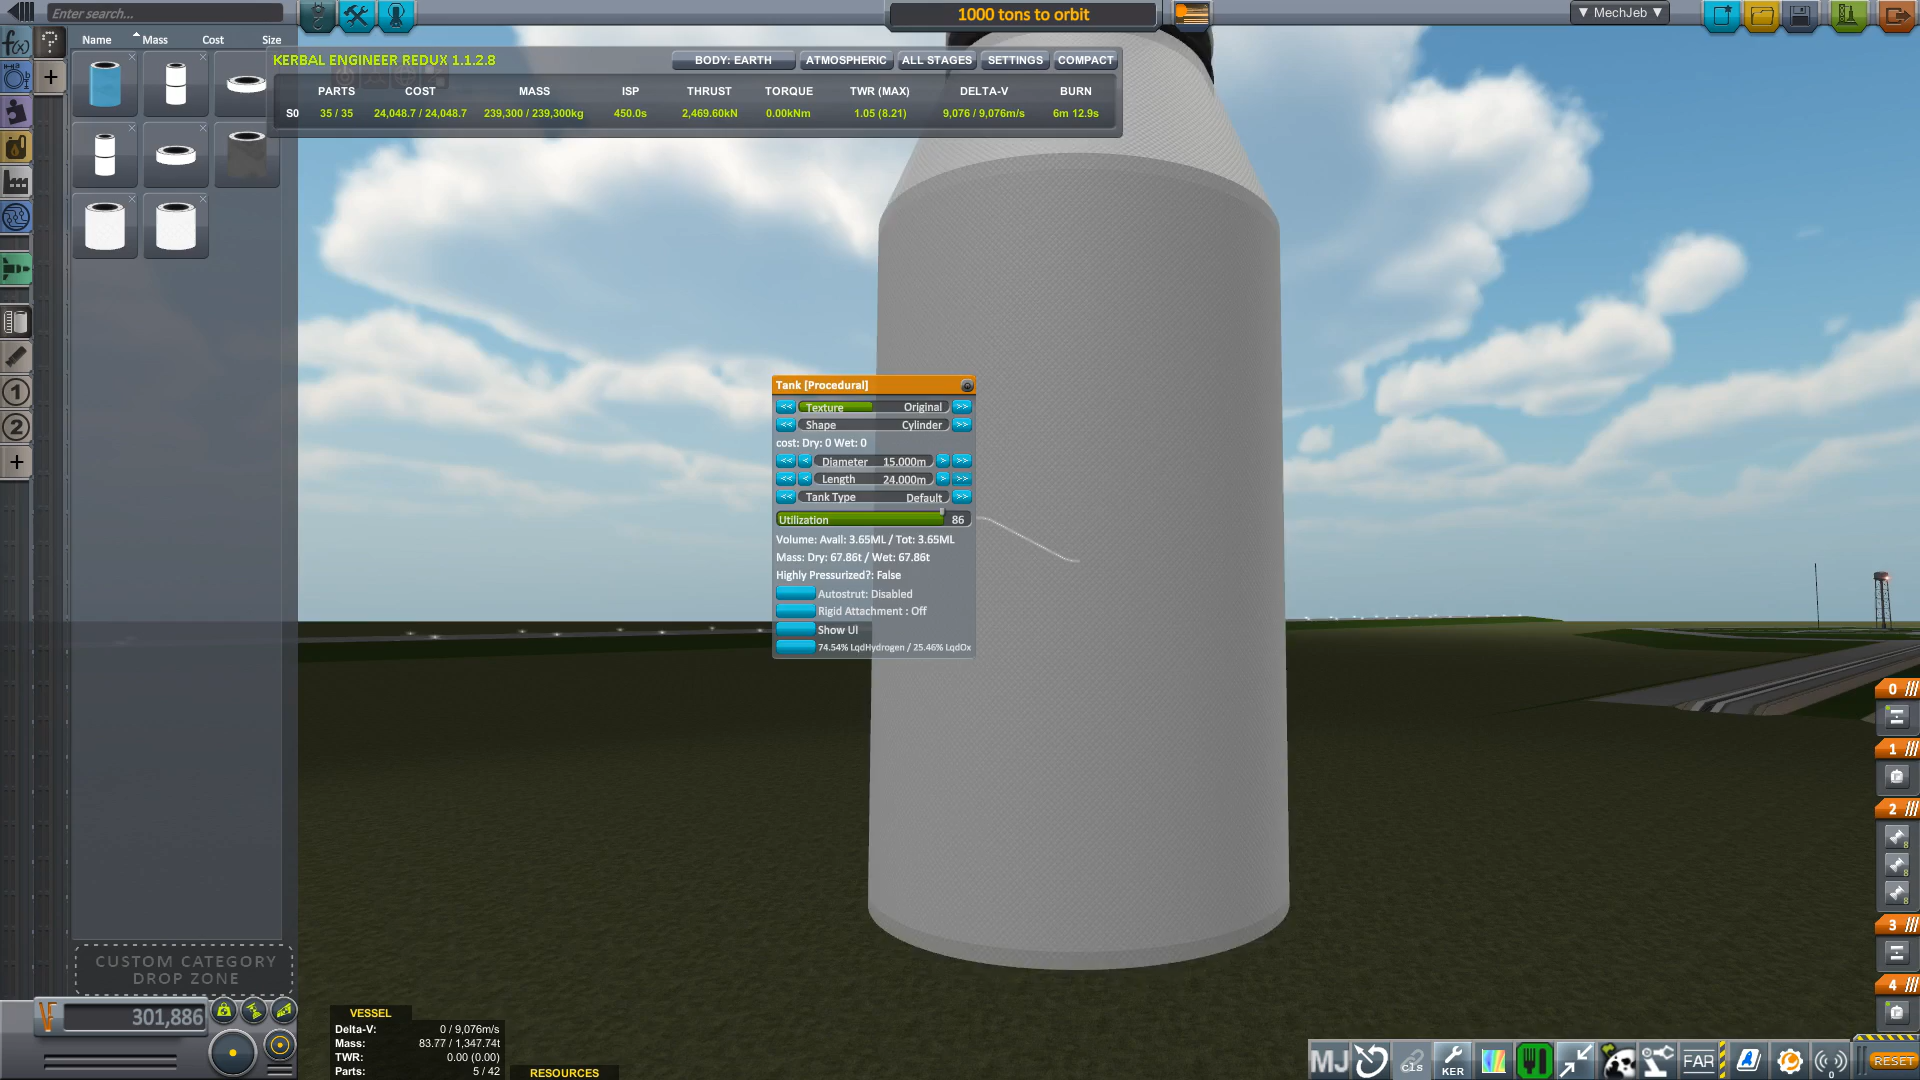 Enter search...
1000 tons to orbit
▼ MechJeb ▼
Name Mass Cost Size
KERBAL ENGINEER REDUX 1.1.2.8
BODY: EARTH ATMOSPHERIC ALL STAGES SETTINGS COMPACT
PARTS COST MASS ISP THRUST TORQUE TWR (MAX) DELTA-V BURN
S0 35 / 35 24,048.7 / 24,048.7 239,300 / 239,300kg 450.0s 2,469.60kN 0.00kNm 1.05 (8.21) 9,076 / 9,076m/s 6m 12.9s
Tank [Procedural]
<< Texture Original >>
<< Shape Cylinder >>
cost: Dry: 0 Wet: 0
<< < Diameter 15.000m > >>
<< < Length 24.000m > >>
<< Tank Type Default >>
Utilization 86
Volume: Avail: 3.65ML / Tot: 3.65ML
Mass: Dry: 67.86t / Wet: 67.86t
Highly Pressurized?: False
Autostrut: Disabled
Rigid Attachment : Off
Show UI
74.54% LqdHydrogen / 25.46% LqdOx
f(x)
1
2
0
1
2
8
8
8
3
4
CUSTOM CATEGORY
DROP ZONE
301,886
VESSEL
Delta-V: 0 / 9,076m/s
Mass: 83.77 / 1,347.74t
TWR: 0.00 (0.00)
Parts: 5 / 42
RESOURCES
MJ
cls
KER
FAR
0
RESET